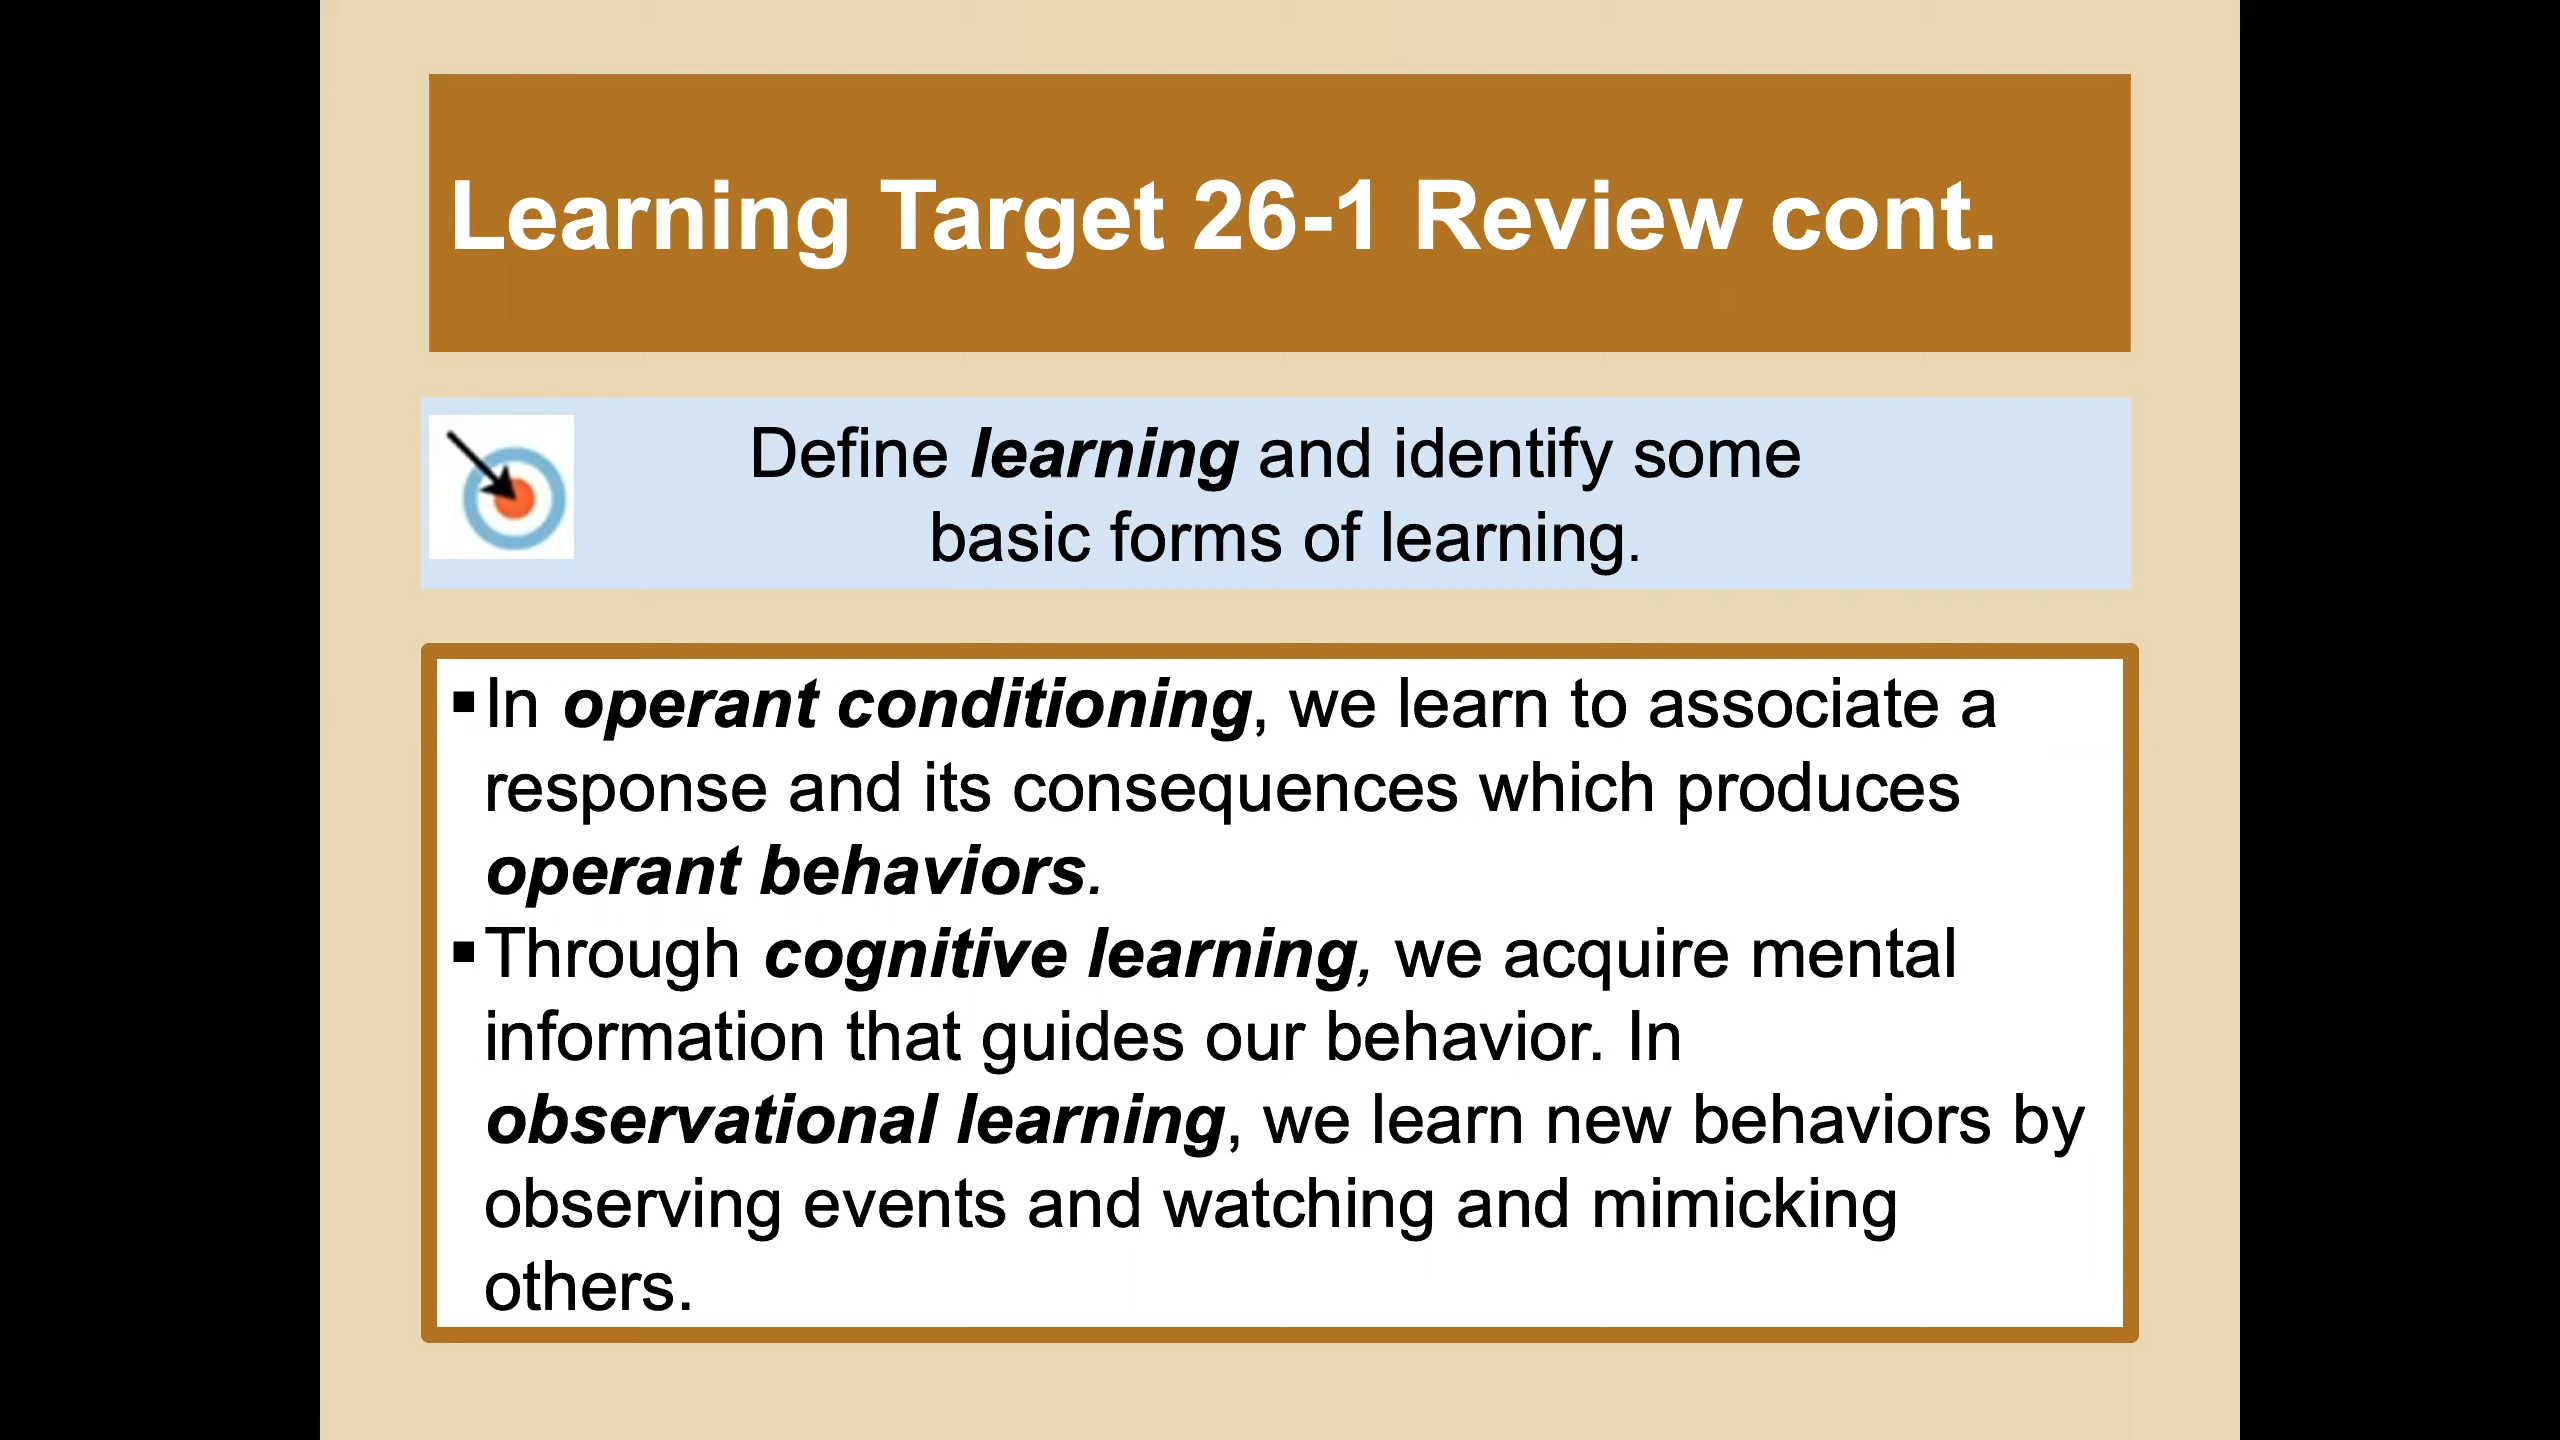 Learning Target 26-1 Review cont.
Define learning and identify some
basic forms of learning.
▪In operant conditioning, we learn to associate a
response and its consequences which produces
operant behaviors.
▪Through cognitive learning, we acquire mental
information that guides our behavior. In
observational learning, we learn new behaviors by
observing events and watching and mimicking
others.